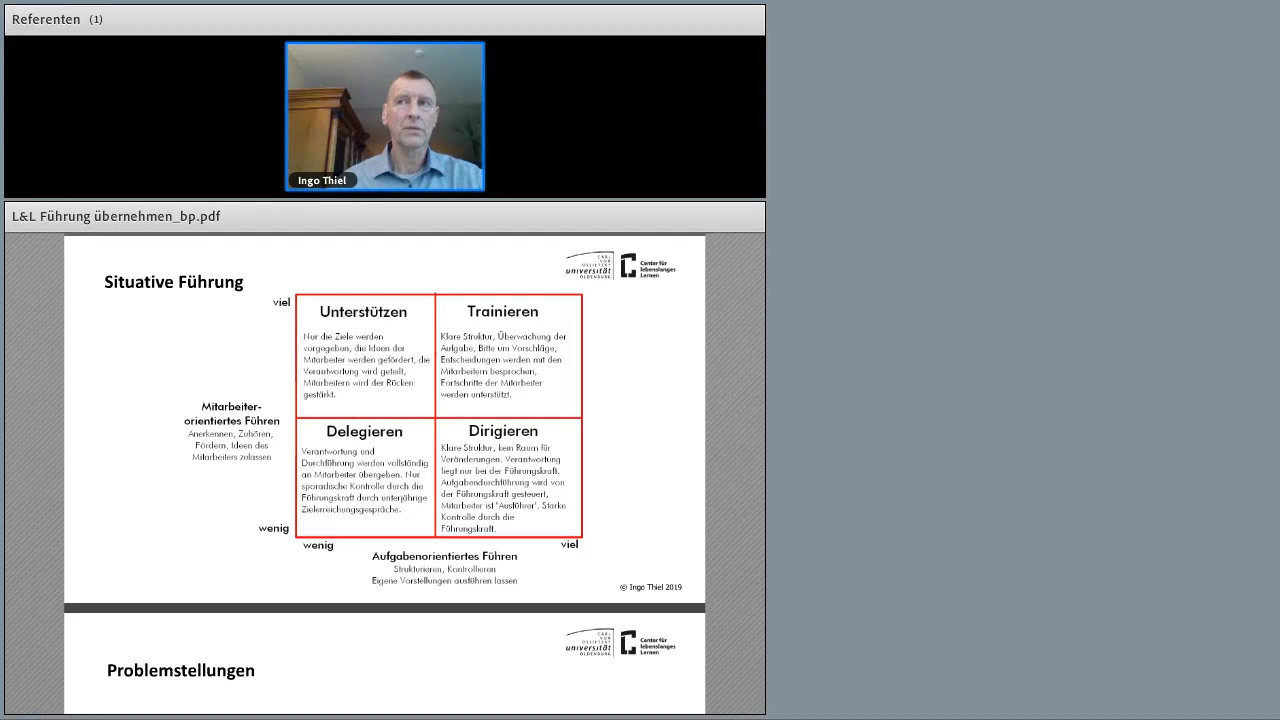 Referenten (1)
Ingo Thiel
L&L Führung übernehmen_bp.pdf
CARL
VON
OSSIETZKY
universität
OLDENBURG
Center für
lebenslanges
Lernen
Situative Führung
viel
Unterstützen
Nur die Ziele werden
vorgegeben, die Ideen der
Mitarbeiter werden gefördert, die
Verantwortung wird geteilt,
Mitarbeitern wird der Rücken
gestärkt.
Trainieren
Klare Struktur, Überwachung der
Aufgabe, Bitte um Vorschläge,
Entscheidungen werden mit den
Mitarbeitern besprochen,
Fortschritte der Mitarbeiter
werden unterstützt.
Mitarbeiter-
orientiertes Führen
Anerkennen, Zuhören,
Fördern, Ideen des
Mitarbeiters zulassen
Delegieren
Verantwortung und
Durchführung werden vollständig
an Mitarbeiter übergeben. Nur
sporadische Kontrolle durch die
Führungskraft durch unterjährige
Zielerreichungsgespräche.
Dirigieren
Klare Struktur, kein Raum für
Veränderungen. Verantwortung
liegt nur bei der Führungskraft.
Aufgabendurchführung wird von
der Führungskraft gesteuert,
Mitarbeiter ist "Ausführer". Starke
Kontrolle durch die
Führungskraft.
wenig
wenig
viel
Aufgabenorientiertes Führen
Strukturieren, Kontrollieren
Eigene Vorstellungen ausführen lassen
© Ingo Thiel 2019
CARL
VON
OSSIETZKY
universität
OLDENBURG
Center für
lebenslanges
Lernen
Problemstellungen